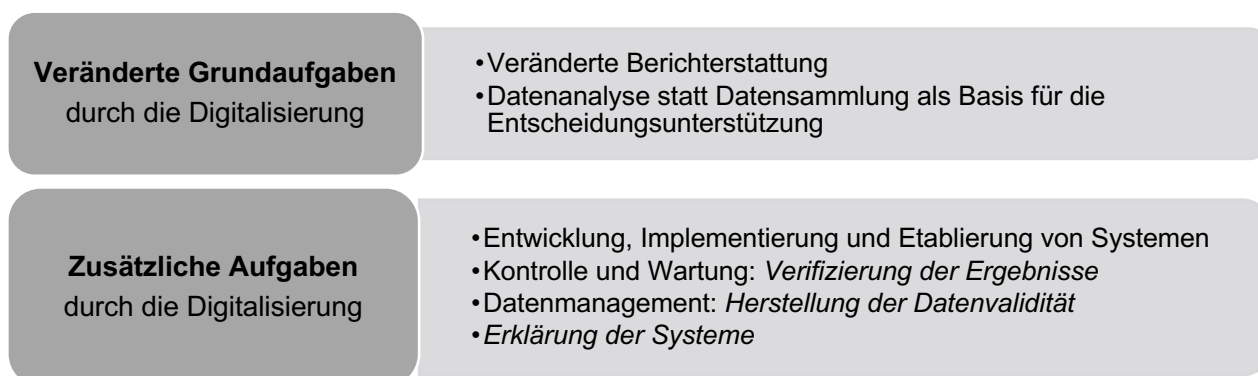 Veränderte Grundaufgaben
durch die Digitalisierung
•Veränderte Berichterstattung
•Datenanalyse statt Datensammlung als Basis für die
Entscheidungsunterstützung
Zusätzliche Aufgaben
durch die Digitalisierung
•Entwicklung, Implementierung und Etablierung von Systemen
•Kontrolle und Wartung: Verifizierung der Ergebnisse
•Datenmanagement: Herstellung der Datenvalidität
•Erklärung der Systeme